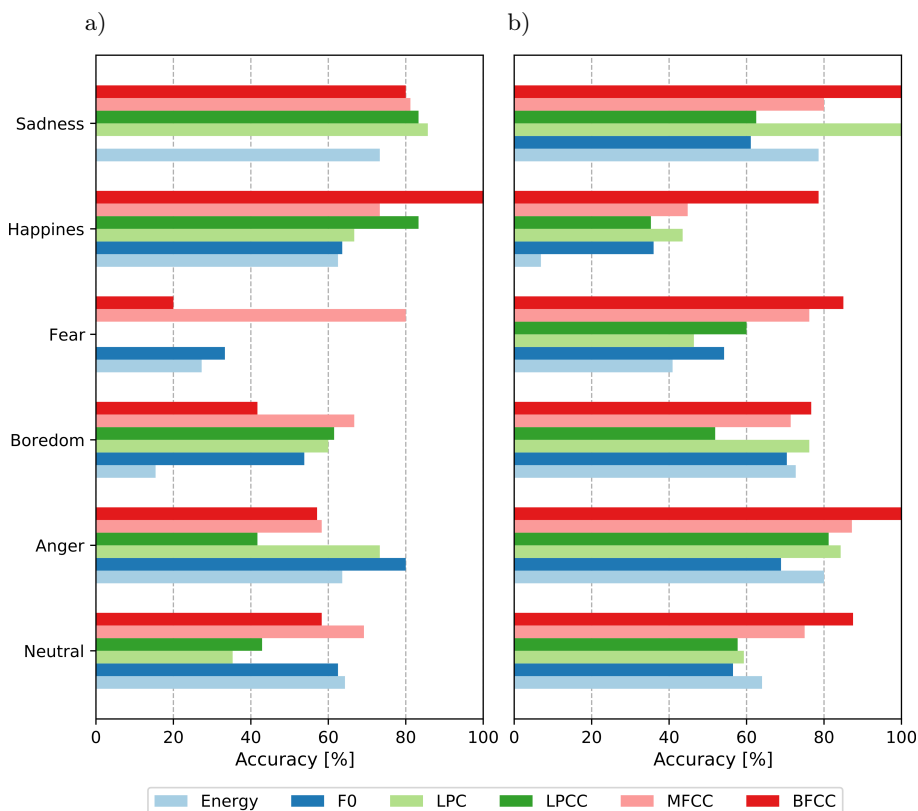 a) b)
Sadness
Happines
Fear
Boredom
Anger
Neutral
0 20 40 60 80 100 0 20 40 60 80 100
Accuracy [%] Accuracy [%]
Energy F0 LPC LPCC MFCC BFCC